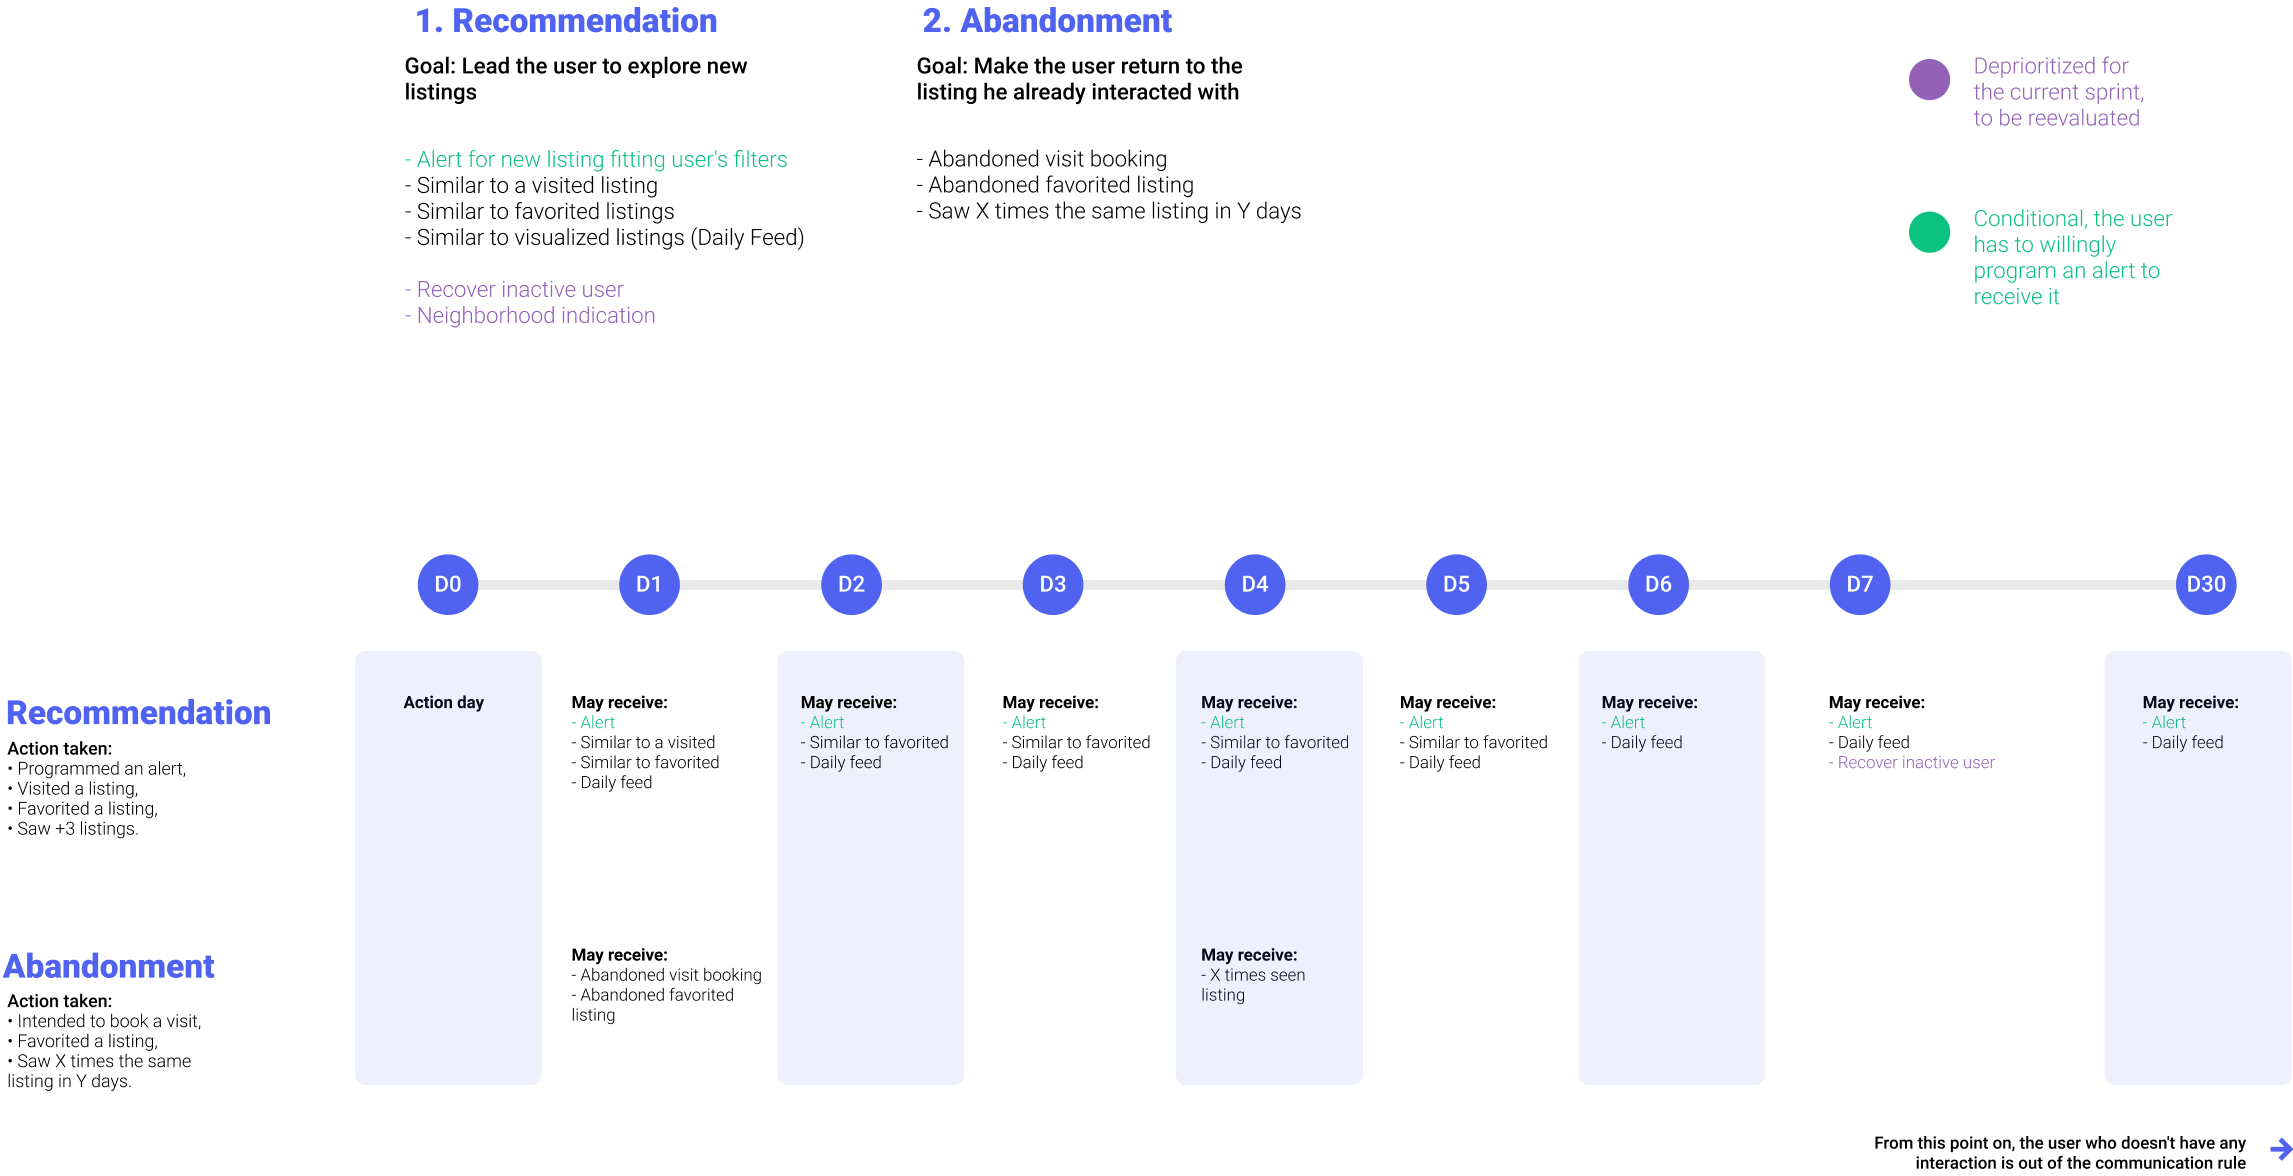 1. Recommendation
Goal: Lead the user to explore new
listings
- Alert for new listing fitting user's filters
- Similar to a visited listing
- Similar to favorited listings
- Similar to visualized listings (Daily Feed)
- Recover inactive user
- Neighborhood indication
2. Abandonment
Goal: Make the user return to the
listing he already interacted with
- Abandoned visit booking
- Abandoned favorited listing
- Saw X times the same listing in Y days
Deprioritized for
the current sprint,
to be reevaluated
Conditional, the user
has to willingly
program an alert to
receive it
D0
D1
D2
D3
D4
D5
D6
D7
D30
Recommendation
Action taken:
• Programmed an alert,
• Visited a listing,
• Favorited a listing,
• Saw +3 listings.
Action day
May receive:
- Alert
- Similar to a visited
- Similar to favorited
- Daily feed
May receive:
- Alert
- Similar to favorited
- Daily feed
May receive:
- Alert
- Similar to favorited
- Daily feed
May receive:
- Alert
- Similar to favorited
- Daily feed
May receive:
- Alert
- Similar to favorited
- Daily feed
May receive:
- Alert
- Daily feed
May receive:
- Alert
- Daily feed
- Recover inactive user
May receive:
- Alert
- Daily feed
Abandonment
Action taken:
• Intended to book a visit,
• Favorited a listing,
• Saw X times the same
listing in Y days.
May receive:
- Abandoned visit booking
- Abandoned favorited
listing
May receive:
- X times seen
listing
From this point on, the user who doesn't have any
interaction is out of the communication rule